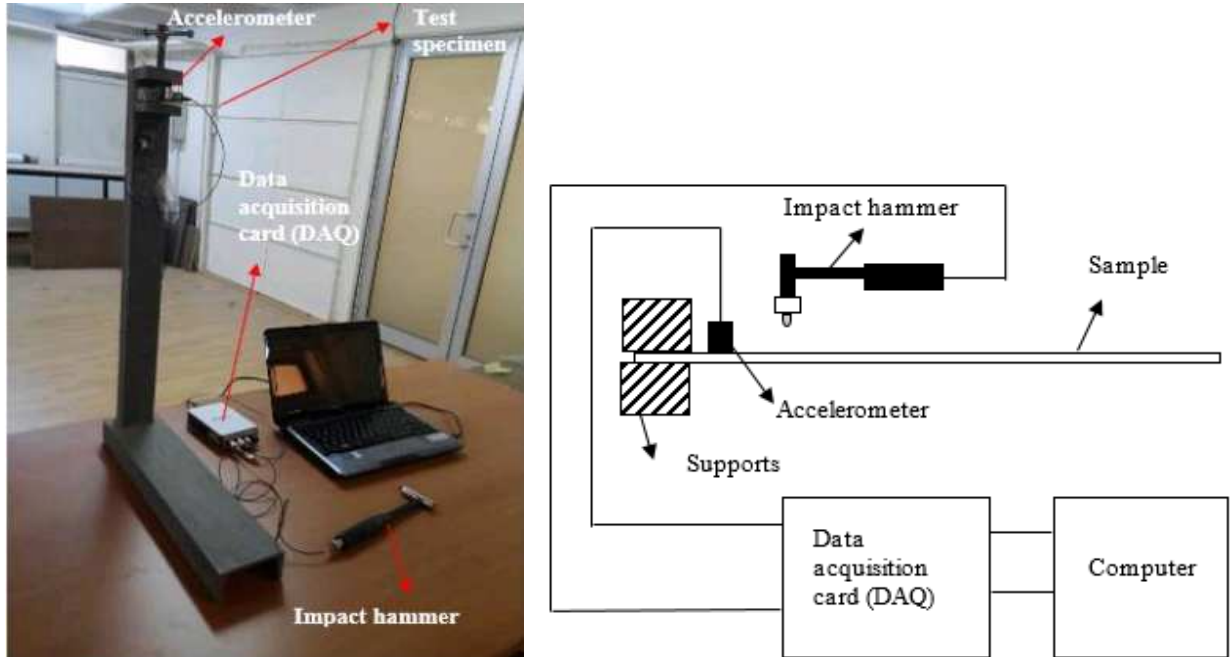 Accelerometer
Test
specimen
Data
acquisition
card (DAQ)
Impact hammer
Impact hammer
Sample
Accelerometer
Supports
Data
acquisition
card (DAQ)
Computer